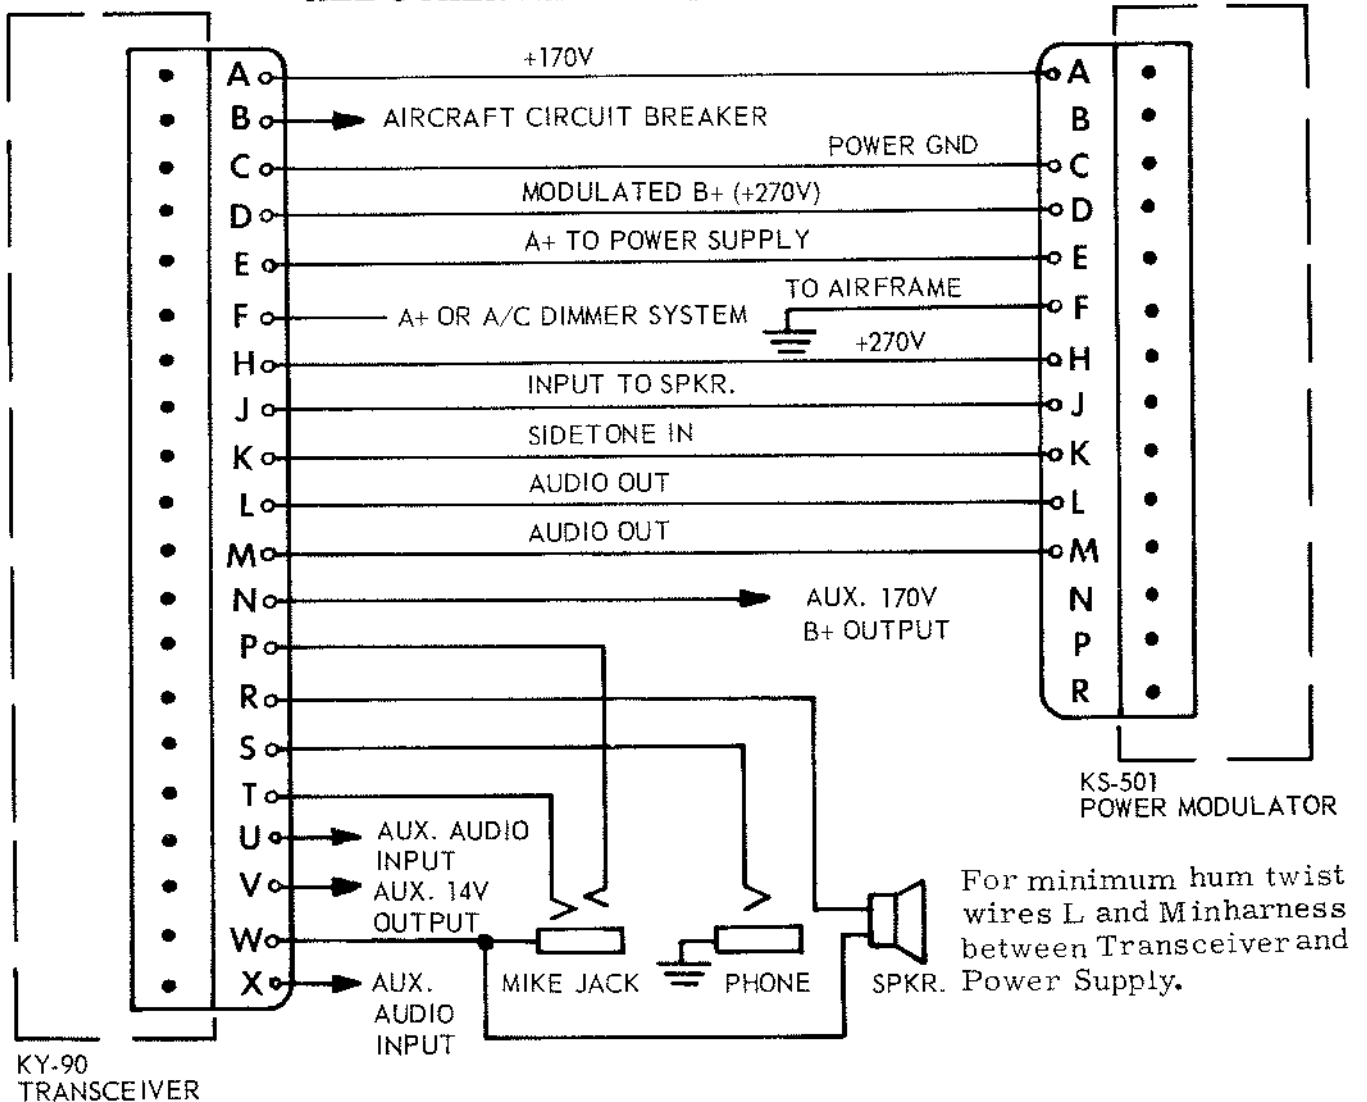 A +170V A
B AIRCRAFT CIRCUIT BREAKER B
C POWER GND C
D MODULATED B+ (+270V) D
E A+ TO POWER SUPPLY E
F A+ OR A/C DIMMER SYSTEM TO AIRFRAME F
H +270V H
J INPUT TO SPKR. J
K SIDETONE IN K
L AUDIO OUT L
M AUDIO OUT M
N AUX. 170V N
B+ OUTPUT
P P
R R
S
T
U AUX. AUDIO
INPUT
V AUX. 14V
OUTPUT
W
X AUX.
AUDIO
INPUT
MIKE JACK
PHONE
SPKR.
KS-501
POWER MODULATOR
For minimum hum twist
wires L and Minharness
between Transceiver and
Power Supply.
KY-90
TRANSCEIVER